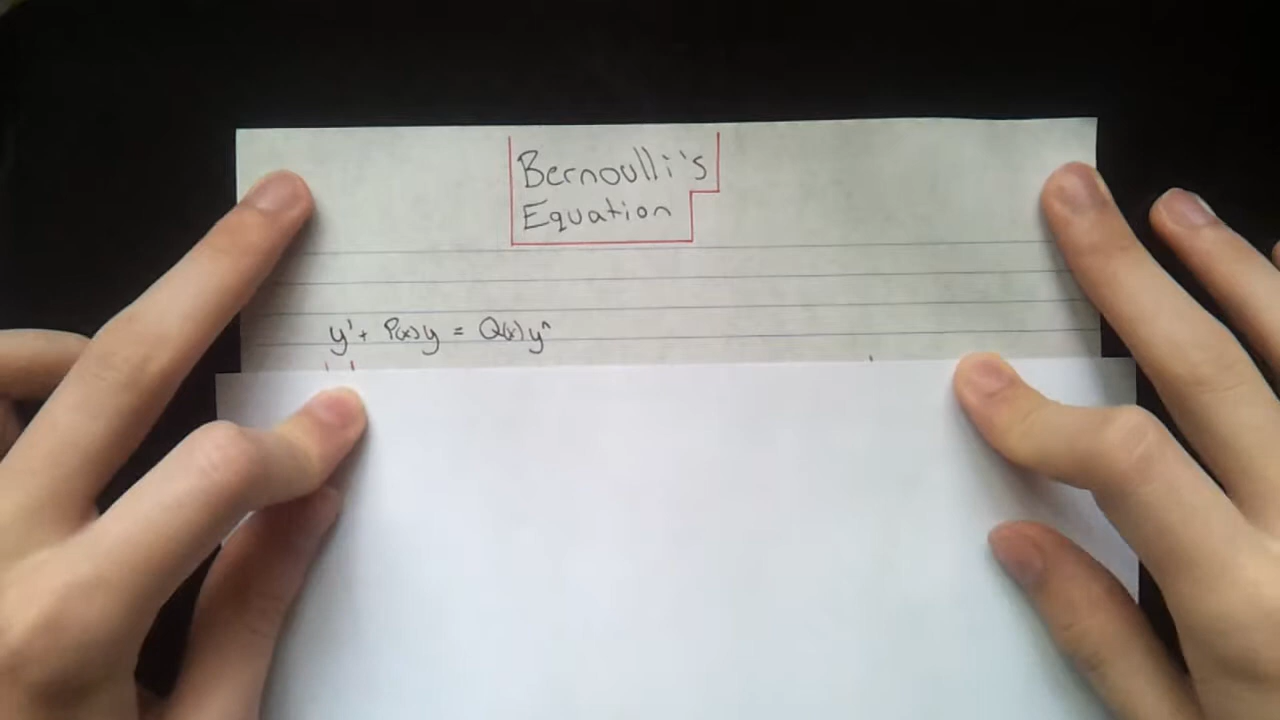 Bernoulli's
Equation
y' + P(x)y = Q(x)yⁿ